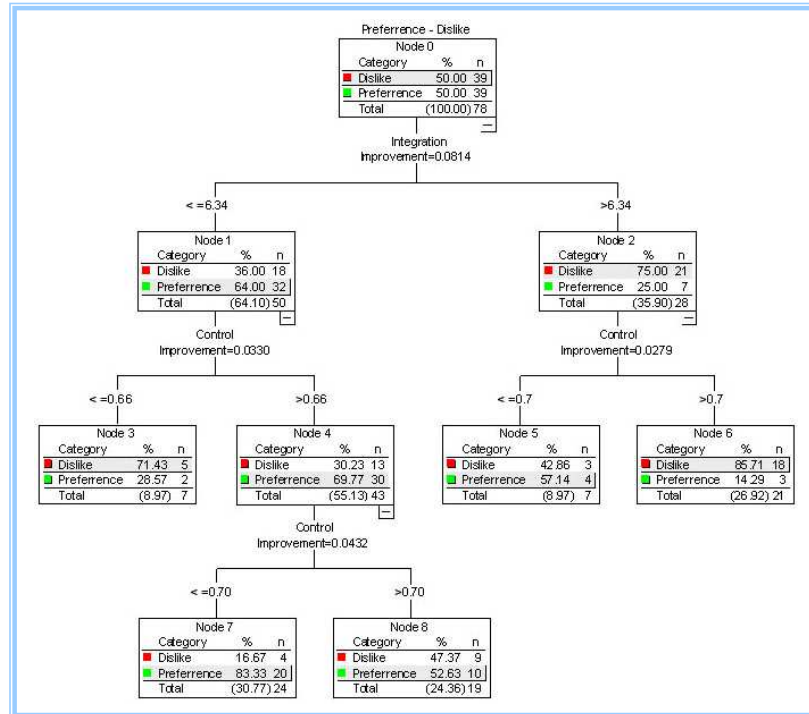 Preferrence - Dislike
Node 0
Category % n
Dislike 50.00 39
Preferrence 50.00 39
Total (100.00) 78
Integration
Improvement=0.0814
<=6.34
>6.34
Node 1
Category % n
Dislike 36.00 18
Preferrence 64.00 32
Total (64.10) 50
Node 2
Category % n
Dislike 75.00 21
Preferrence 25.00 7
Total (35.90) 28
Control
Improvement=0.0330
Control
Improvement=0.0279
<=0.66
>0.66
<=0.7
>0.7
Node 3
Category % n
Dislike 71.43 5
Preferrence 28.57 2
Total (8.97) 7
Node 4
Category % n
Dislike 30.23 13
Preferrence 69.77 30
Total (55.13) 43
Node 5
Category % n
Dislike 42.86 3
Preferrence 57.14 4
Total (8.97) 7
Node 6
Category % n
Dislike 85.71 18
Preferrence 14.29 3
Total (26.92) 21
Control
Improvement=0.0432
<=0.70
>0.70
Node 7
Category % n
Dislike 16.67 4
Preferrence 83.33 20
Total (30.77) 24
Node 8
Category % n
Dislike 47.37 9
Preferrence 52.63 10
Total (24.36) 19